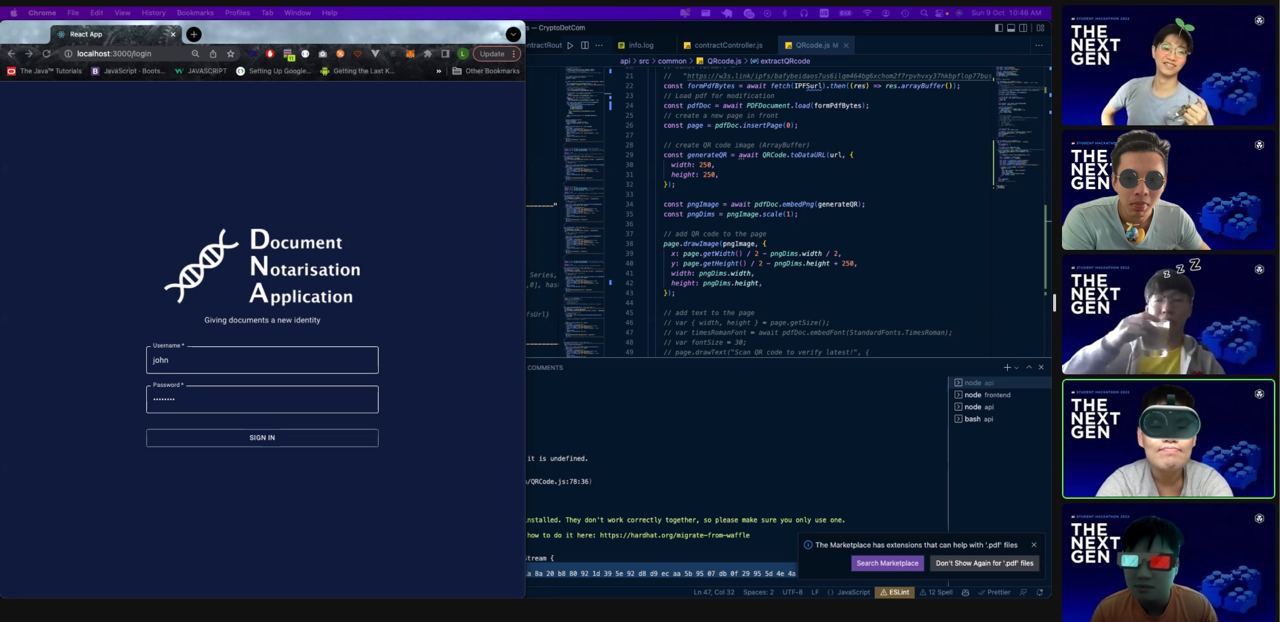 Chrome File Edit View History Bookmarks Profiles Tab Window Help
Sun 9 Oct 10:46 AM
React App
localhost:3000/login
Update
The Java™ Tutorials
JavaScript - Boots...
JAVASCRIPT
Setting Up Google...
Getting the Last K...
»
Other Bookmarks
Document
Notarisation
Application
Giving documents a new identity
Username *
john
Password *
••••••••
SIGN IN
CryptoDotCom
info.log
contractController.js
QRcode.js M
api > src > common > QRcode.js > extractQRcode
22 const formPdfBytes = await fetch(IPFSurl).then((res) => res.arrayBuffer());
23 // Load pdf for modification
24 const pdfDoc = await PDFDocument.load(formPdfBytes);
25 // create a new page in front
26 const page = pdfDoc.insertPage(0);
27
28 // create QR code image (ArrayBuffer)
29 const generateQR = await QRCode.toDataURL(url, {
30 width: 250,
31 height: 250,
32 });
33
34 const pngImage = await pdfDoc.embedPng(generateQR);
35 const pngDims = pngImage.scale(1);
36
37 // add QR code to the page
38 page.drawImage(pngImage, {
39 x: page.getWidth() / 2 - pngDims.width / 2,
40 y: page.getHeight() / 2 - pngDims.height + 250,
41 width: pngDims.width,
42 height: pngDims.height,
43 });
44
45 // add text to the page
46 // var { width, height } = page.getSize();
47 // var timesRomanFont = await pdfDoc.embedFont(StandardFonts.TimesRoman);
48 // var fontSize = 30;
49 // page.drawText("Scan QR code to verify latest!", {
Series,
COMMENTS
node api
node frontend
node api
bash api
it is undefined.
/QRCode.js:78:36)
nstalled. They don't work correctly together, so please make sure you only use one.
how to do it here: https://hardhat.org/migrate-from-waffle
stream {
a 8a 20 b8 80 92 1d 39 5e 92 d8 d9 ec aa 5b 95 07 db 0f 29 95 5d 4e 4a
The Marketplace has extensions that can help with '.pdf' files
Search Marketplace
Don't Show Again for '.pdf' files
Ln 47, Col 32 Spaces: 2 UTF-8 LF {} JavaScript ESLint 12 Spell Prettier
STUDENT HACKATHON 2022
THE
NEXT
GEN
z z Z
STUDENT HACKATHON 2022
THE
NEXT
GEN
STUDENT HACKATHON 2022
THE
NEXT
GEN
STUDENT HACKATHON 2022
THE
NEXT
GEN
STUDENT HACKATHON 2022
THE
NEXT
GEN